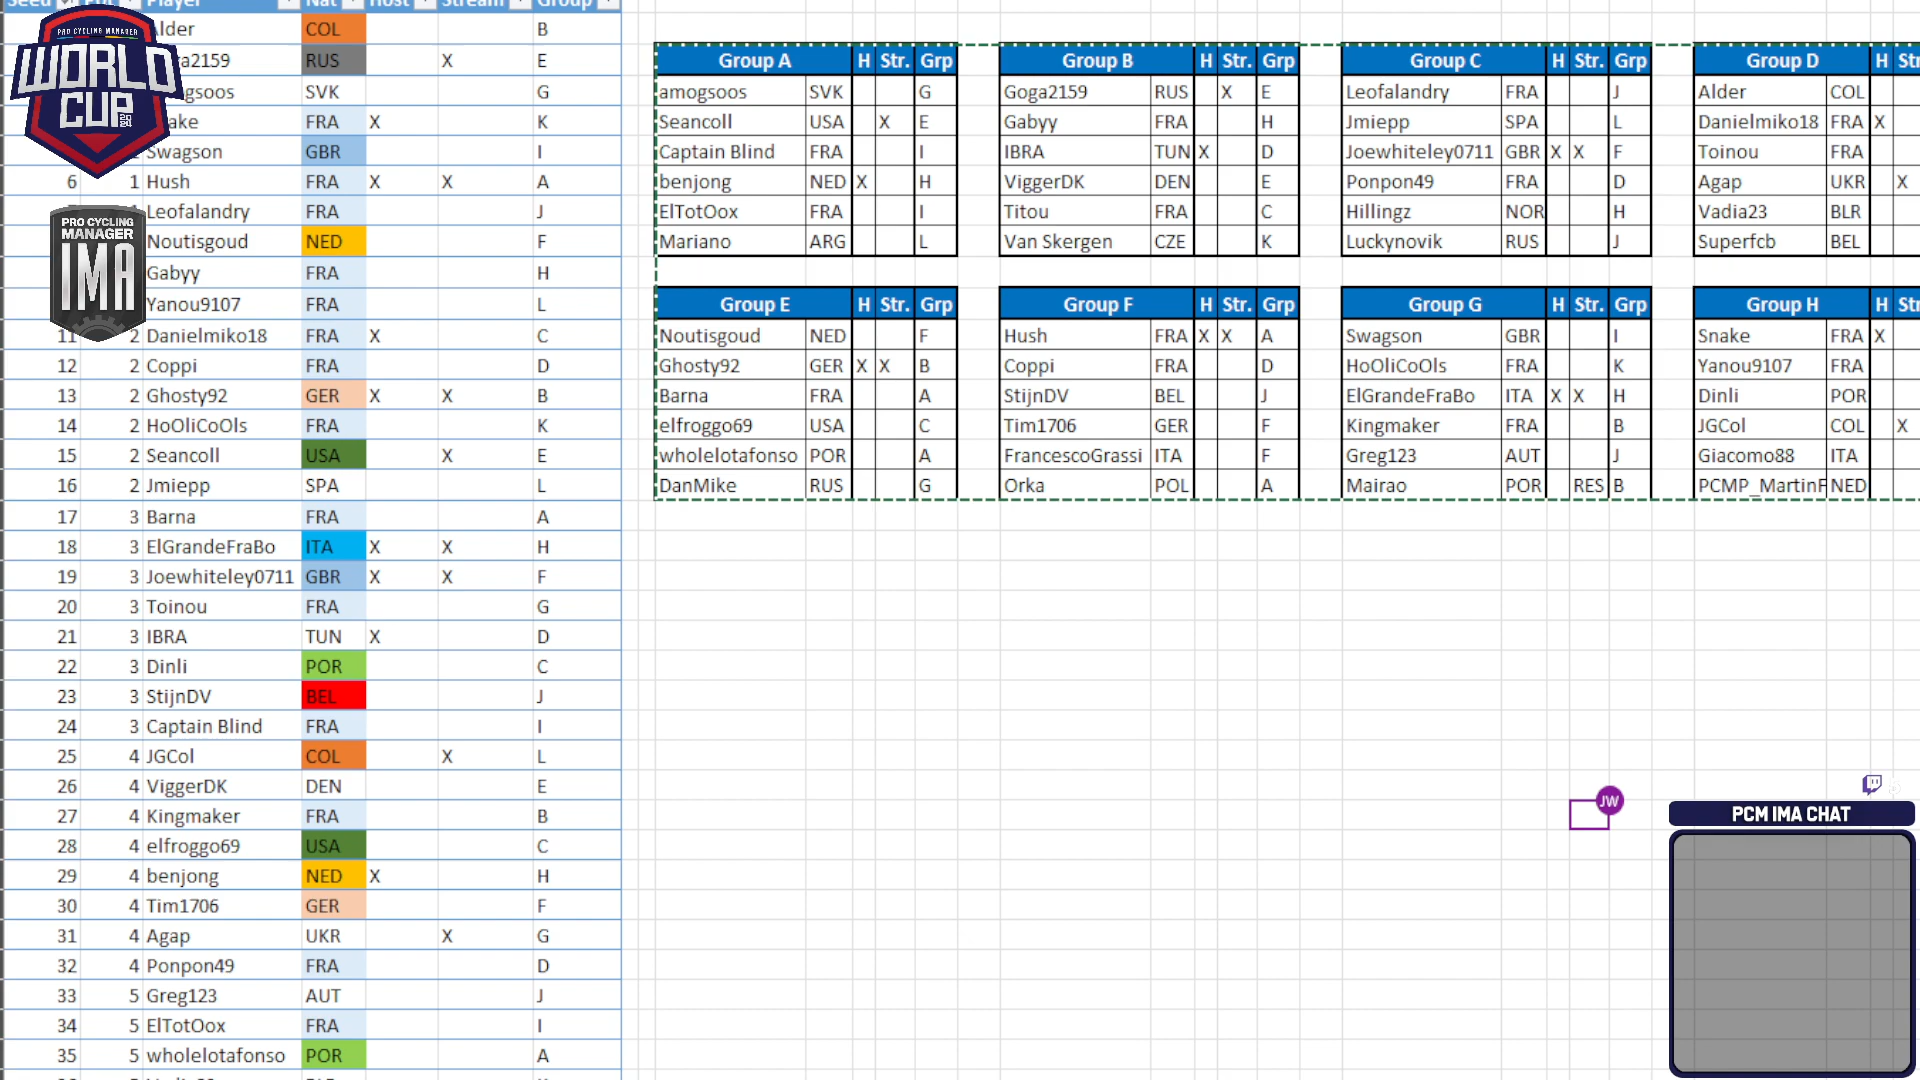 Seed Pot Player Nat Host Stream Group
Alder COL B
Goga2159 RUS X E
amogsoos SVK G
Snake FRA X K
Swagson GBR I
6 1 Hush FRA X X A
Leofalandry FRA J
Noutisgoud NED F
Gabyy FRA H
Yanou9107 FRA L
11 2 Danielmiko18 FRA X C
12 2 Coppi FRA D
13 2 Ghosty92 GER X X B
14 2 HoOliCoOls FRA K
15 2 Seancoll USA X E
16 2 Jmiepp SPA L
17 3 Barna FRA A
18 3 ElGrandeFraBo ITA X X H
19 3 Joewhiteley0711 GBR X X F
20 3 Toinou FRA G
21 3 IBRA TUN X D
22 3 Dinli POR C
23 3 StijnDV BEL J
24 3 Captain Blind FRA I
25 4 JGCol COL X L
26 4 ViggerDK DEN E
27 4 Kingmaker FRA B
28 4 elfroggo69 USA C
29 4 benjong NED X H
30 4 Tim1706 GER F
31 4 Agap UKR X G
32 4 Ponpon49 FRA D
33 5 Greg123 AUT J
34 5 ElTotOox FRA I
35 5 wholelotafonso POR A
PRO CYCLING MANAGER
WORLD
CUP
PRO CYCLING
MANAGER
IMA
Group A H Str. Grp
amogsoos SVK G
Seancoll USA X E
Captain Blind FRA I
benjong NED X H
ElTotOox FRA I
Mariano ARG L
Group B H Str. Grp
Goga2159 RUS X E
Gabyy FRA H
IBRA TUN X D
ViggerDK DEN E
Titou FRA C
Van Skergen CZE K
Group C H Str. Grp
Leofalandry FRA J
Jmiepp SPA L
Joewhiteley0711 GBR X X F
Ponpon49 FRA D
Hillingz NOR H
Luckynovik RUS J
Group D H Str
Alder COL
Danielmiko18 FRA X
Toinou FRA
Agap UKR X
Vadia23 BLR
Superfcb BEL
Group E H Str. Grp
Noutisgoud NED F
Ghosty92 GER X X B
Barna FRA A
elfroggo69 USA C
wholelotafonso POR A
DanMike RUS G
Group F H Str. Grp
Hush FRA X X A
Coppi FRA D
StijnDV BEL J
Tim1706 GER F
FrancescoGrassi ITA F
Orka POL A
Group G H Str. Grp
Swagson GBR I
HoOliCoOls FRA K
ElGrandeFraBo ITA X X H
Kingmaker FRA B
Greg123 AUT J
Mairao POR RES B
Group H H Str
Snake FRA X
Yanou9107 FRA
Dinli POR
JGCol COL X
Giacomo88 ITA
PCMP_MartinF NED
JW
PCM IMA CHAT